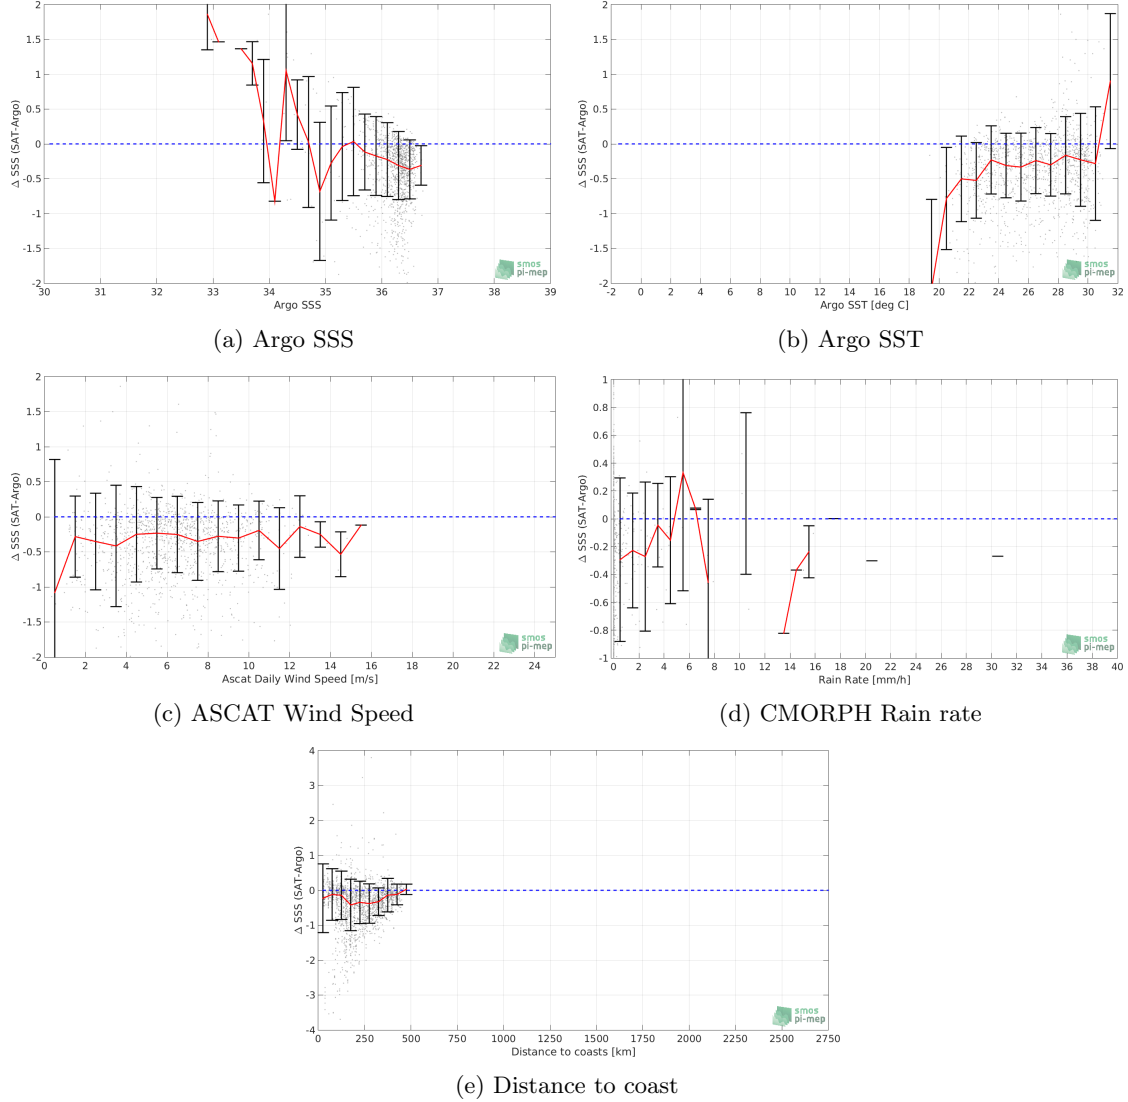 2
1.5
1
0.5
0
-0.5
-1
-1.5
-2
Δ SSS (SAT-Argo)
30 31 32 33 34 35 36 37 38 39
Argo SSS
smos
pi-mep
(a) Argo SSS
2
1.5
1
0.5
0
-0.5
-1
-1.5
-2
Δ SSS (SAT-Argo)
-2 0 2 4 6 8 10 12 14 16 18 20 22 24 26 28 30 32
Argo SST [deg C]
smos
pi-mep
(b) Argo SST
2
1.5
1
0.5
0
-0.5
-1
-1.5
-2
Δ SSS (SAT-Argo)
0 2 4 6 8 10 12 14 16 18 20 22 24
Ascat Daily Wind Speed [m/s]
smos
pi-mep
(c) ASCAT Wind Speed
1
0.8
0.6
0.4
0.2
0
-0.2
-0.4
-0.6
-0.8
-1
Δ SSS (SAT-Argo)
0 2 4 6 8 10 12 14 16 18 20 22 24 26 28 30 32 34 36 38 40
Rain Rate [mm/h]
smos
pi-mep
(d) CMORPH Rain rate
4
3
2
1
0
-1
-2
-3
-4
Δ SSS (SAT-Argo)
0 250 500 750 1000 1250 1500 1750 2000 2250 2500 2750
Distance to coasts [km]
smos
pi-mep
(e) Distance to coast